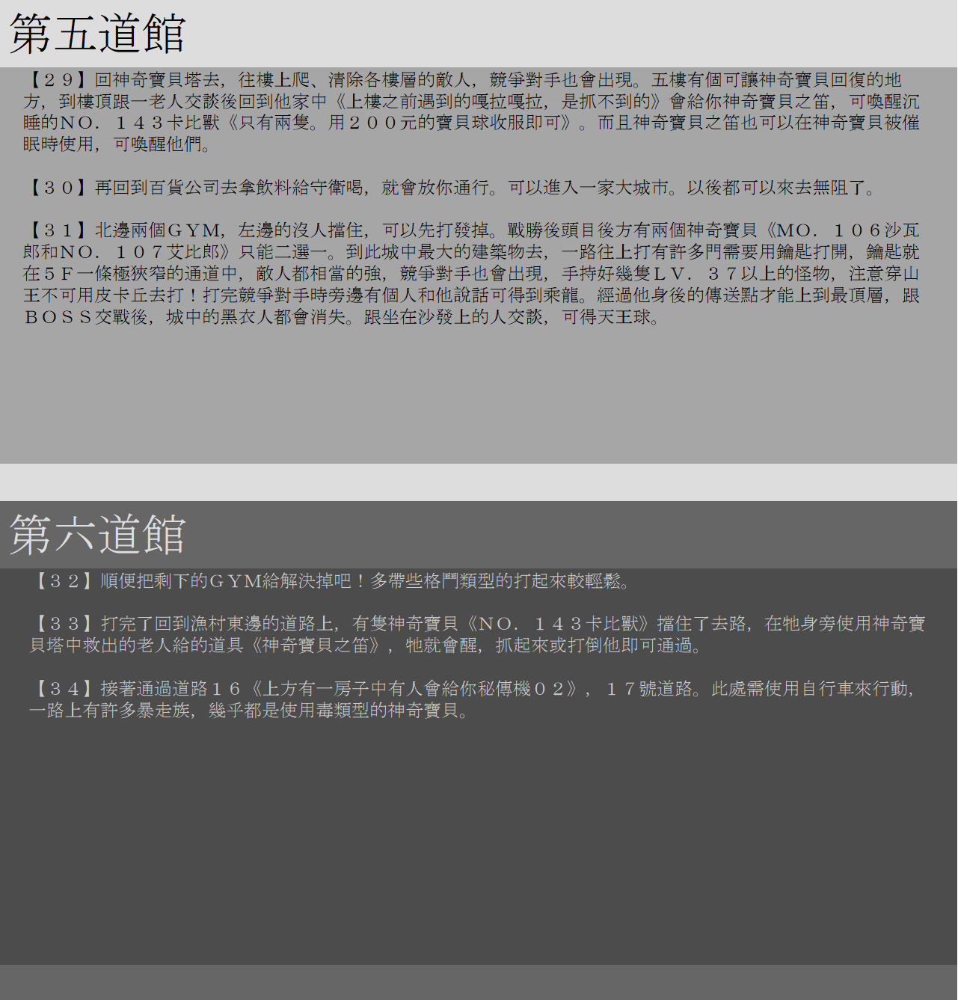 第五道館
【２９】回神奇寶貝塔去，往樓上爬、清除各樓層的敵人，競爭對手也會出現。五樓有個可讓神奇寶貝回復的地
方，到樓頂跟一老人交談後回到他家中《上樓之前遇到的嘎拉嘎拉，是抓不到的》會給你神奇寶貝之笛，可喚醒沉
睡的ＮＯ．１４３卡比獸《只有兩隻。用２００元的寶貝球收服即可》。而且神奇寶貝之笛也可以在神奇寶貝被催
眠時使用，可喚醒他們。
【３０】再回到百貨公司去拿飲料給守衛喝，就會放你通行。可以進入一家大城市。以後都可以來去無阻了。
【３１】北邊兩個ＧＹＭ，左邊的沒人擋住，可以先打發掉。戰勝後頭目後方有兩個神奇寶貝《ＭＯ．１０６沙瓦
郎和ＮＯ．１０７艾比郎》只能二選一。到此城中最大的建築物去，一路往上打有許多門需要用鑰匙打開，鑰匙就
在５Ｆ一條極狹窄的通道中，敵人都相當的強，競爭對手也會出現，手持好幾隻ＬＶ．３７以上的怪物，注意穿山
王不可用皮卡丘去打！打完競爭對手時旁邊有個人和他說話可得到乘龍。經過他身後的傳送點才能上到最頂層，跟
ＢＯＳＳ交戰後，城中的黑衣人都會消失。跟坐在沙發上的人交談，可得天王球。
第六道館
【３２】順便把剩下的ＧＹＭ給解決掉吧！多帶些格鬥類型的打起來較輕鬆。
【３３】打完了回到漁村東邊的道路上，有隻神奇寶貝《ＮＯ．１４３卡比獸》擋住了去路，在牠身旁使用神奇寶
貝塔中救出的老人給的道具《神奇寶貝之笛》，牠就會醒，抓起來或打倒他即可通過。
【３４】接著通過道路１６《上方有一房子中有人會給你秘傳機０２》，１７號道路。此處需使用自行車來行動，
一路上有許多暴走族，幾乎都是使用毒類型的神奇寶貝。